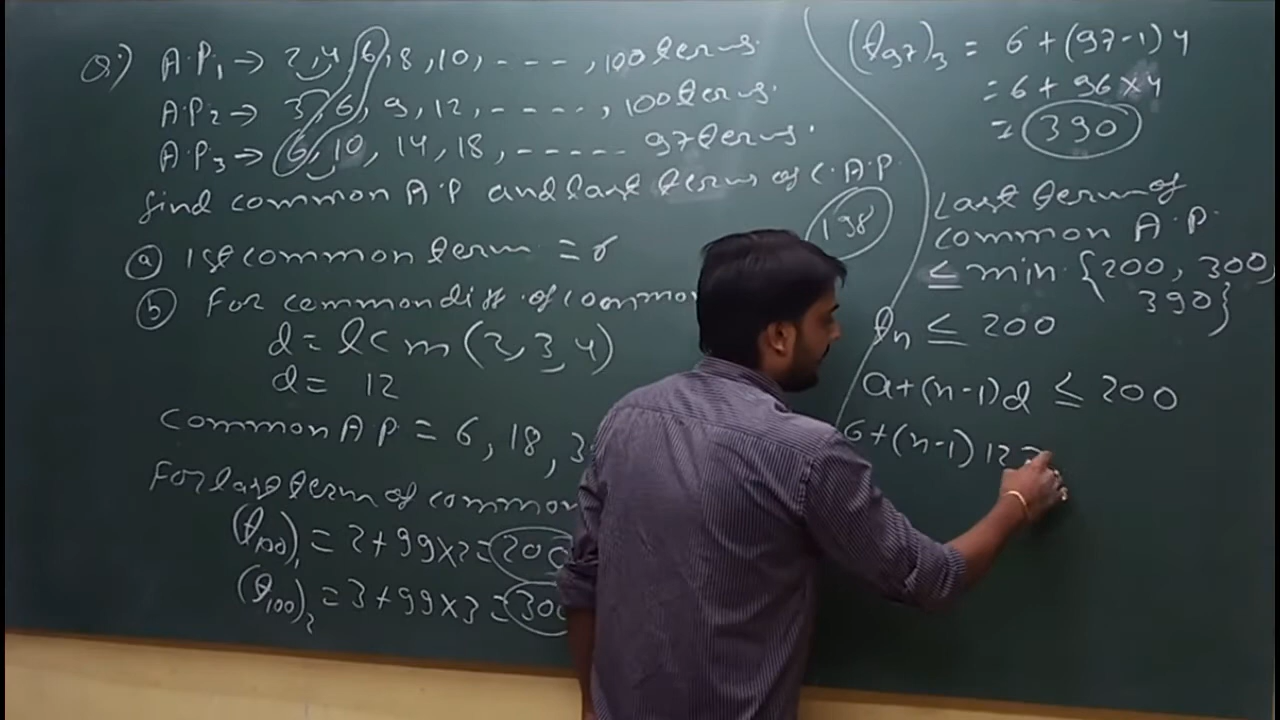 Q:) A.P₁ → 2, 4, 6, 8, 10, - - - -, 100 terms.
A.P₂ → 3, 6, 9, 12, - - - - -, 100 terms.
A.P₃ → 6, 10, 14, 18, - - - - - 97 terms.
find common A.P and last terms of C.A.P.
198
(a) 1st common term = 6
(b) For common diff. of common
d = lcm (2, 3, 4)
d = 12
Common A.P = 6, 18, 3
For last term of common
(t₁₀₀)₁ = 2 + 99×2 = 200
(t₁₀₀)₂ = 3 + 99×3 = 300
(t₉₇)₃ = 6 + (97-1) 4
= 6 + 96 × 4
= 390
Last term of
common A.P.
≤ min. {200, 300,
390}
tn ≤ 200
a + (n-1)d ≤ 200
6 + (n-1) 12